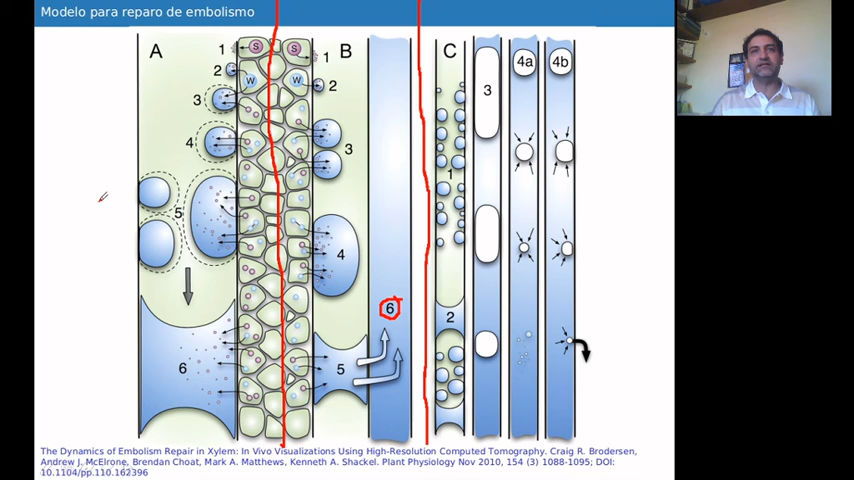 Modelo para reparo de embolismo
A
1
S
S
1
B
C
2
W
W
2
3
4
3
5
4
6
5
6
1
2
3
4a
4b
The Dynamics of Embolism Repair in Xylem: In Vivo Visualizations Using High-Resolution Computed Tomography. Craig R. Brodersen,
Andrew J. McElrone, Brendan Choat, Mark A. Matthews, Kenneth A. Shackel. Plant Physiology Nov 2010, 154 (3) 1088-1095; DOI:
10.1104/pp.110.162396